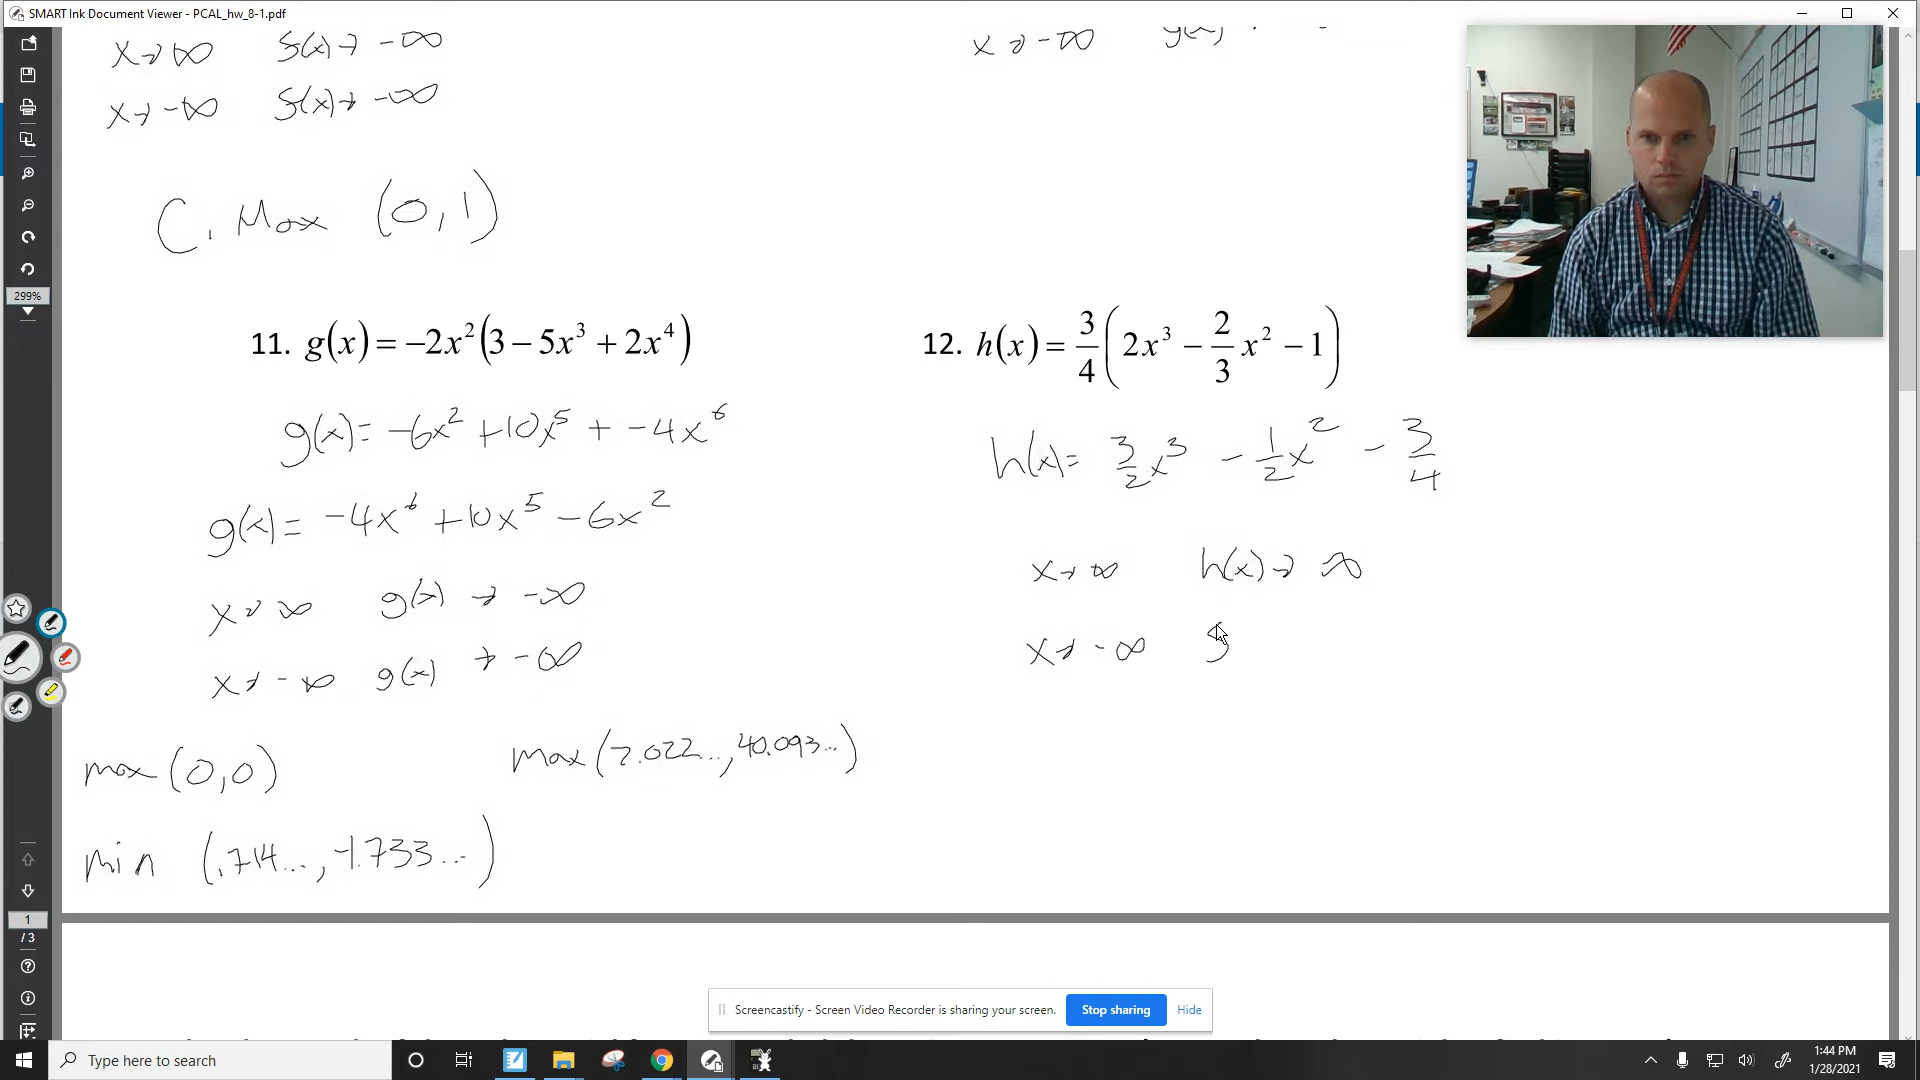 SMART Ink Document Viewer - PCAL_hw_8-1.pdf
x→∞ f(x)→ -∞
x→-∞ f(x)→ -∞
x→-∞
C. Max (0,1)
11. g(x) = −2x²(3 − 5x³ + 2x⁴)
g(x) = -6x² +10x⁵ + -4x⁶
g(x) = -4x⁶ +10x⁵ -6x²
x→∞ g(x) → -∞
x→-∞ g(x) → -∞
max (0,0)
max (2.022..., 40.093...)
min (.714..., -1.733...)
12. h(x) = 3/4(2x³ − 2/3x² − 1)
h(x) = 3/2x³ - 1/2x² - 3/4
x→∞ h(x)→ ∞
x→-∞
299%
1
/ 3
Screencastify - Screen Video Recorder is sharing your screen.
Stop sharing
Hide
Type here to search
1:44 PM
1/28/2021